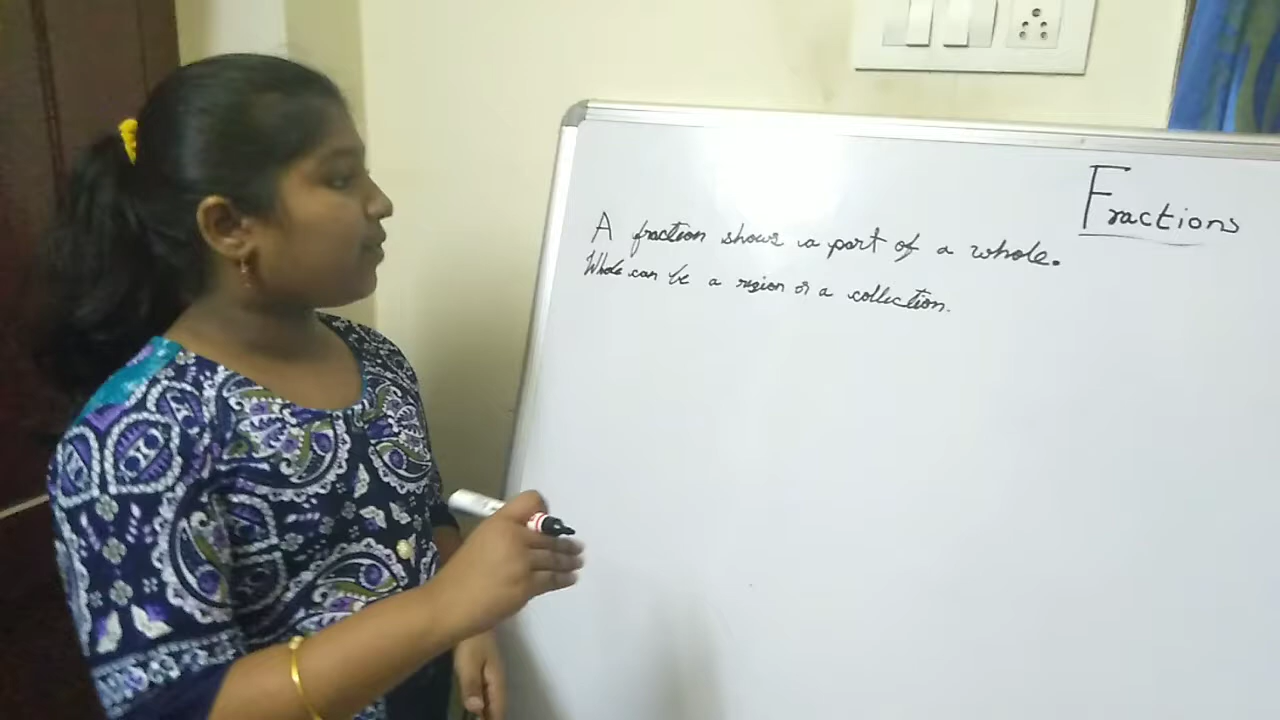 Fractions
A fraction shows a part of a whole.
Whole can be a region or a collection.